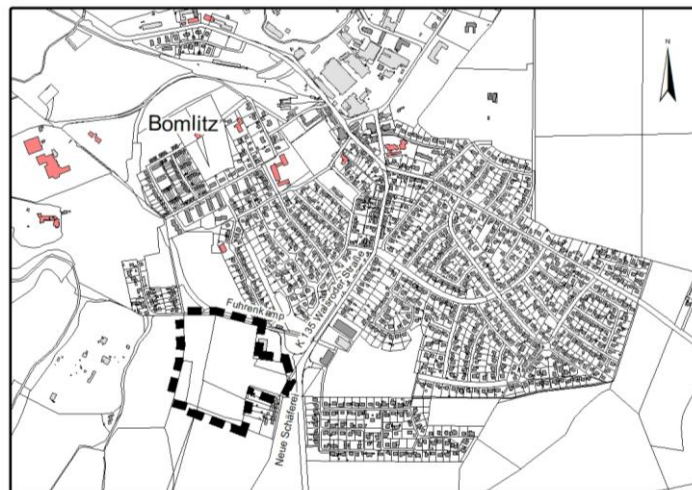 N
Bomlitz
Fuhrenkamp
K 135 Walsroder Straße
Neue Schäferei